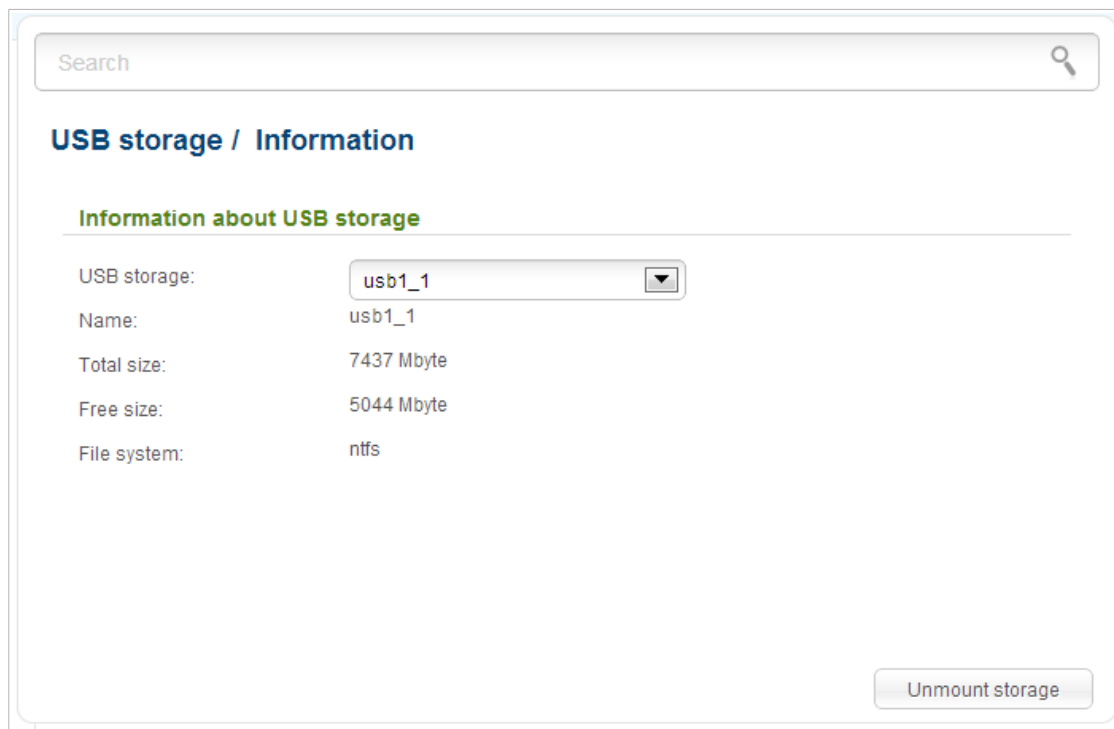 Search
USB storage / Information
Information about USB storage
USB storage: usb1_1
Name: usb1_1
Total size: 7437 Mbyte
Free size: 5044 Mbyte
File system: ntfs
Unmount storage